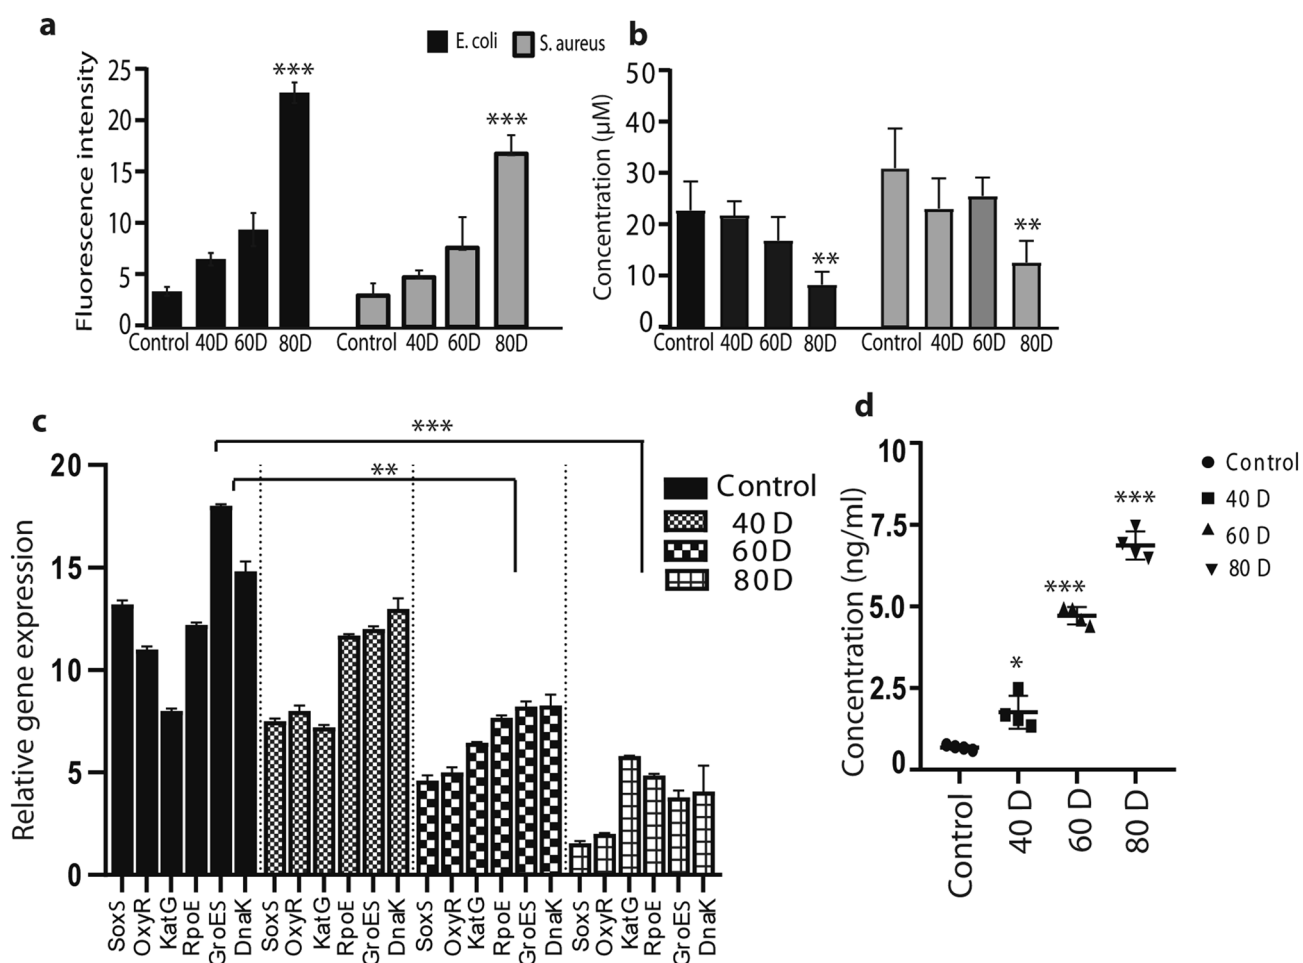 a
E. coli
S. aureus
Fluorescence intensity
25
20
15
10
5
0
***
***
Control 40D 60D 80D
Control 40D 60D 80D
b
Concentration (µM)
50
40
30
20
10
0
**
**
Control 40D 60D 80D
Control 40D 60D 80D
c
***
**
Relative gene expression
20
15
10
5
0
Control
40 D
60D
80D
SoxS OxyR KatG RpoE GroES DnaK
SoxS OxyR KatG RpoE GroES DnaK
SoxS OxyR KatG RpoE GroES DnaK
SoxS OxyR KatG RpoE GroES DnaK
d
Concentration (ng/ml)
10
7.5
5.0
2.5
0
*
***
***
Control
40 D
60 D
80 D
Control
40 D
60 D
80 D